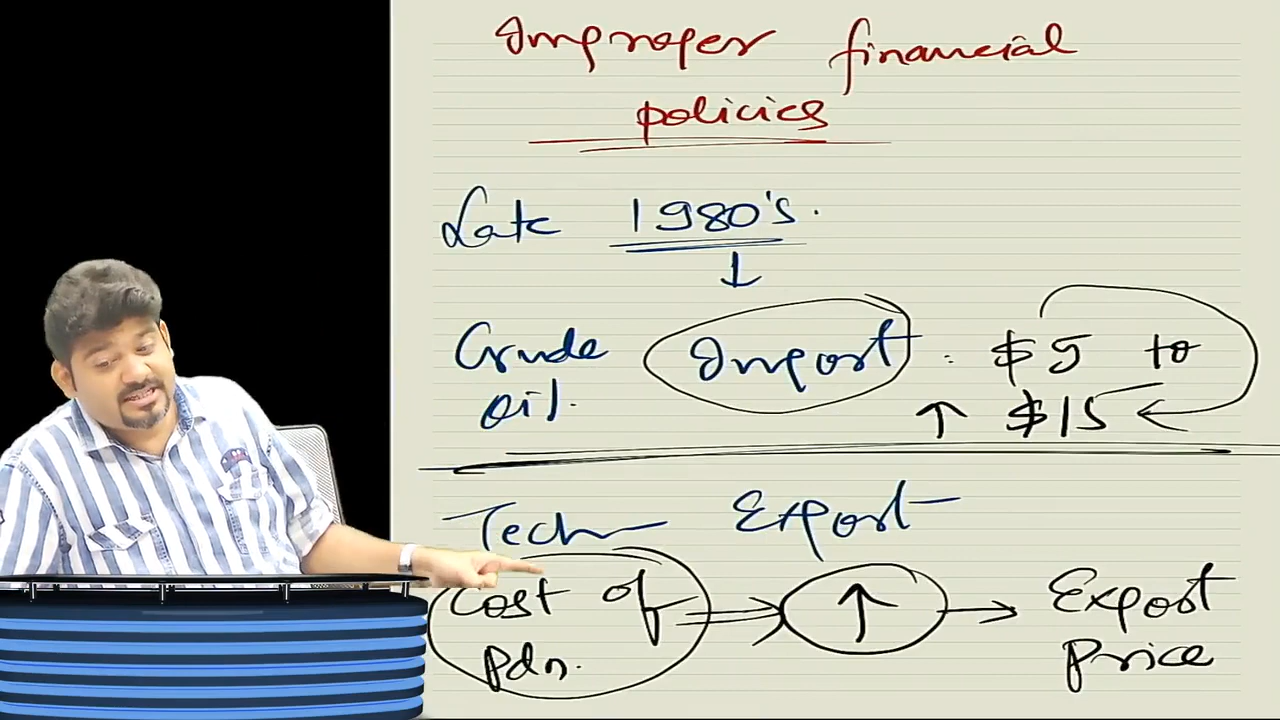 Improper financial
policies
Late 1980's.
↓
Crude Import : $5 to
oil. ↑ $15
Tech Export
Cost of ⇒ ↑ → Export
pdn. Price